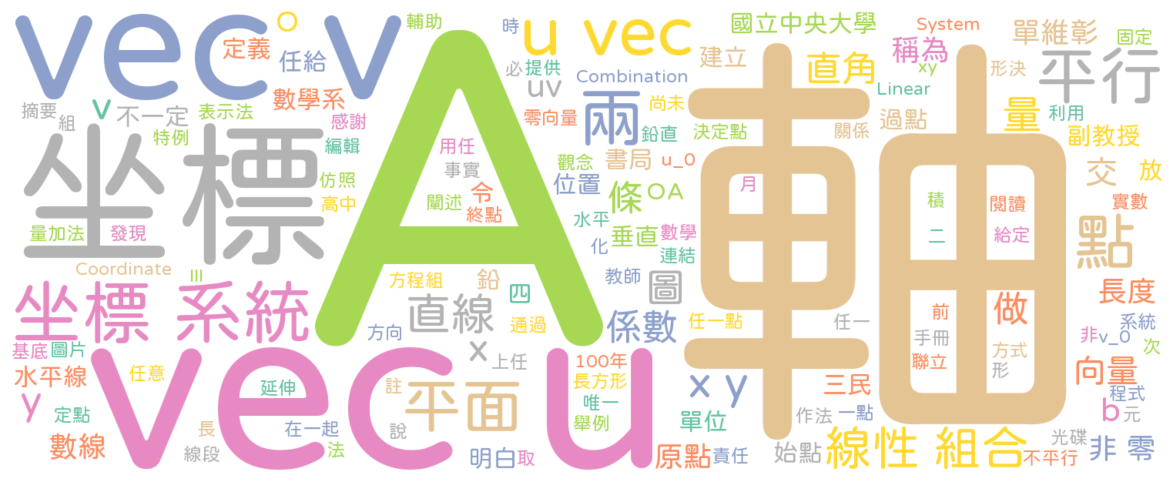 vec v
A
軸
坐標
vec u
坐標 系統
u vec
兩
平行
點
直線
平面
線性 組合
x y
係數
圖
條
直角
量
稱為
國立中央大學
System
單維彰
固定
輔助
時
O
定義
任給
必
提供
Combination
uv
建立
xy
形決
Linear
利用
摘要
組
v
不一定
數學系
表示法
特例
感謝
編輯
零向量
尚未
鉛直
決定點
關係
過點
副教授
交
放
用任
事實
觀念
書局
u_0
仿照
高中
闡述
令
終點
位置
OA
月
積
閱讀
實數
量加法
發現
水平
化
垂直
數學
連結
二
給定
Coordinate
III
方程組
鉛
四
教師
長度
前
做
方向
通過
x
上任
任一點
任一
手冊
方式
聯立
形
非
v_0
系統
次
基底
圖片
水平線
任意
延伸
註
100年
長方形
唯一
舉例
三民
向量
程式
y
定點
長
在一起
說
單位
作法
一點
b
元
數線
線段
法
明白
取
原點
責任
始點
光碟
不平行
非 零